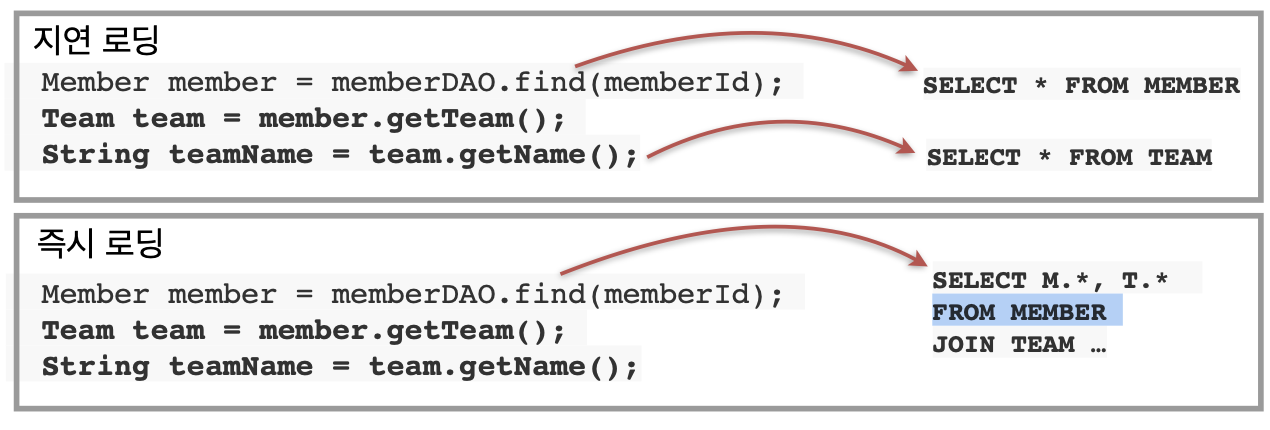 지연 로딩
Member member = memberDAO.find(memberId);
SELECT * FROM MEMBER
Team team = member.getTeam();
String teamName = team.getName();
SELECT * FROM TEAM
즉시 로딩
Member member = memberDAO.find(memberId);
Team team = member.getTeam();
String teamName = team.getName();
SELECT M.*, T.*
FROM MEMBER
JOIN TEAM …